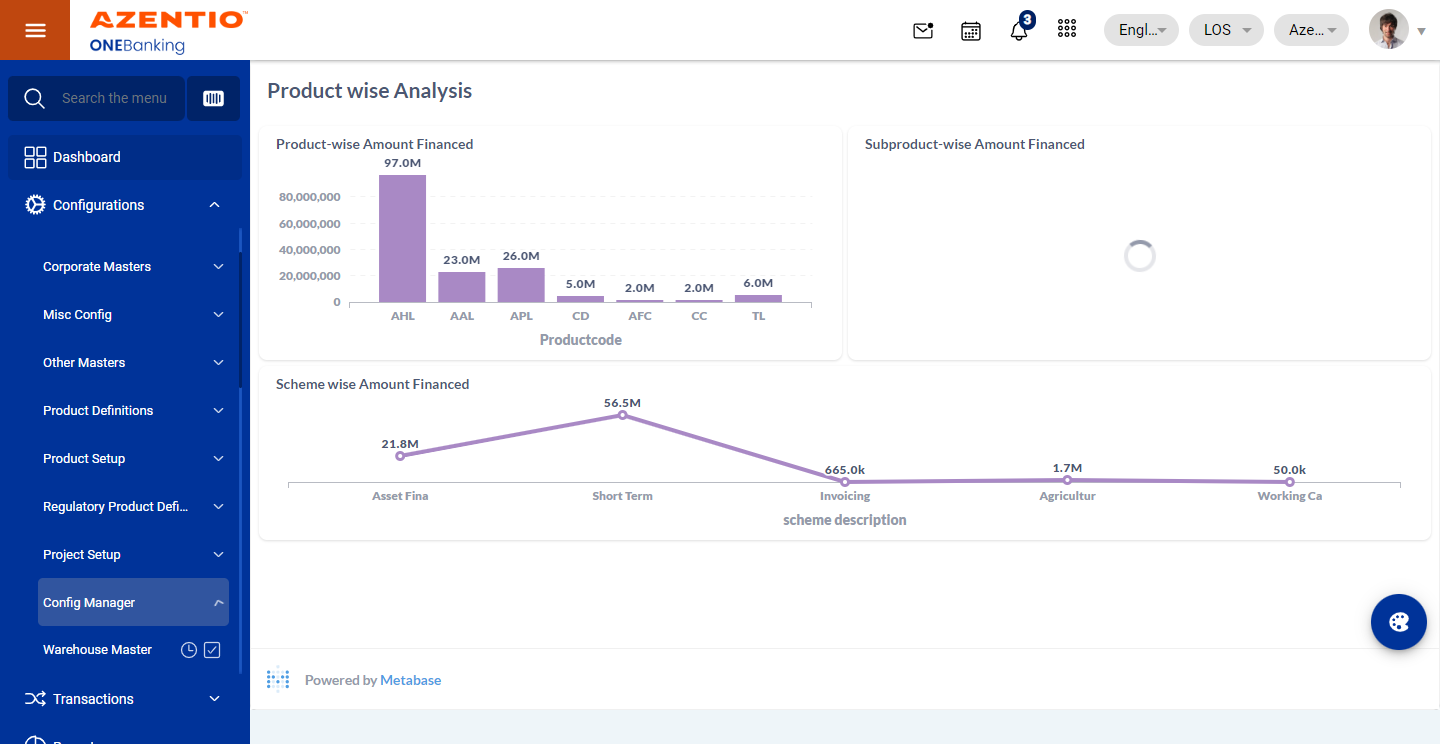 AZENTIO™
ONEBanking
3
Engl...
LOS
Aze...
Search the menu
Dashboard
Configurations
Corporate Masters
Misc Config
Other Masters
Product Definitions
Product Setup
Regulatory Product Defi...
Project Setup
Config Manager
Warehouse Master
Transactions
Product wise Analysis
Product-wise Amount Financed
97.0M
80,000,000
60,000,000
40,000,000
20,000,000
0
23.0M
26.0M
5.0M
2.0M
2.0M
6.0M
AHL
AAL
APL
CD
AFC
CC
TL
Productcode
Subproduct-wise Amount Financed
Scheme wise Amount Financed
21.8M
56.5M
665.0k
1.7M
50.0k
Asset Fina
Short Term
Invoicing
Agricultur
Working Ca
scheme description
Powered by Metabase